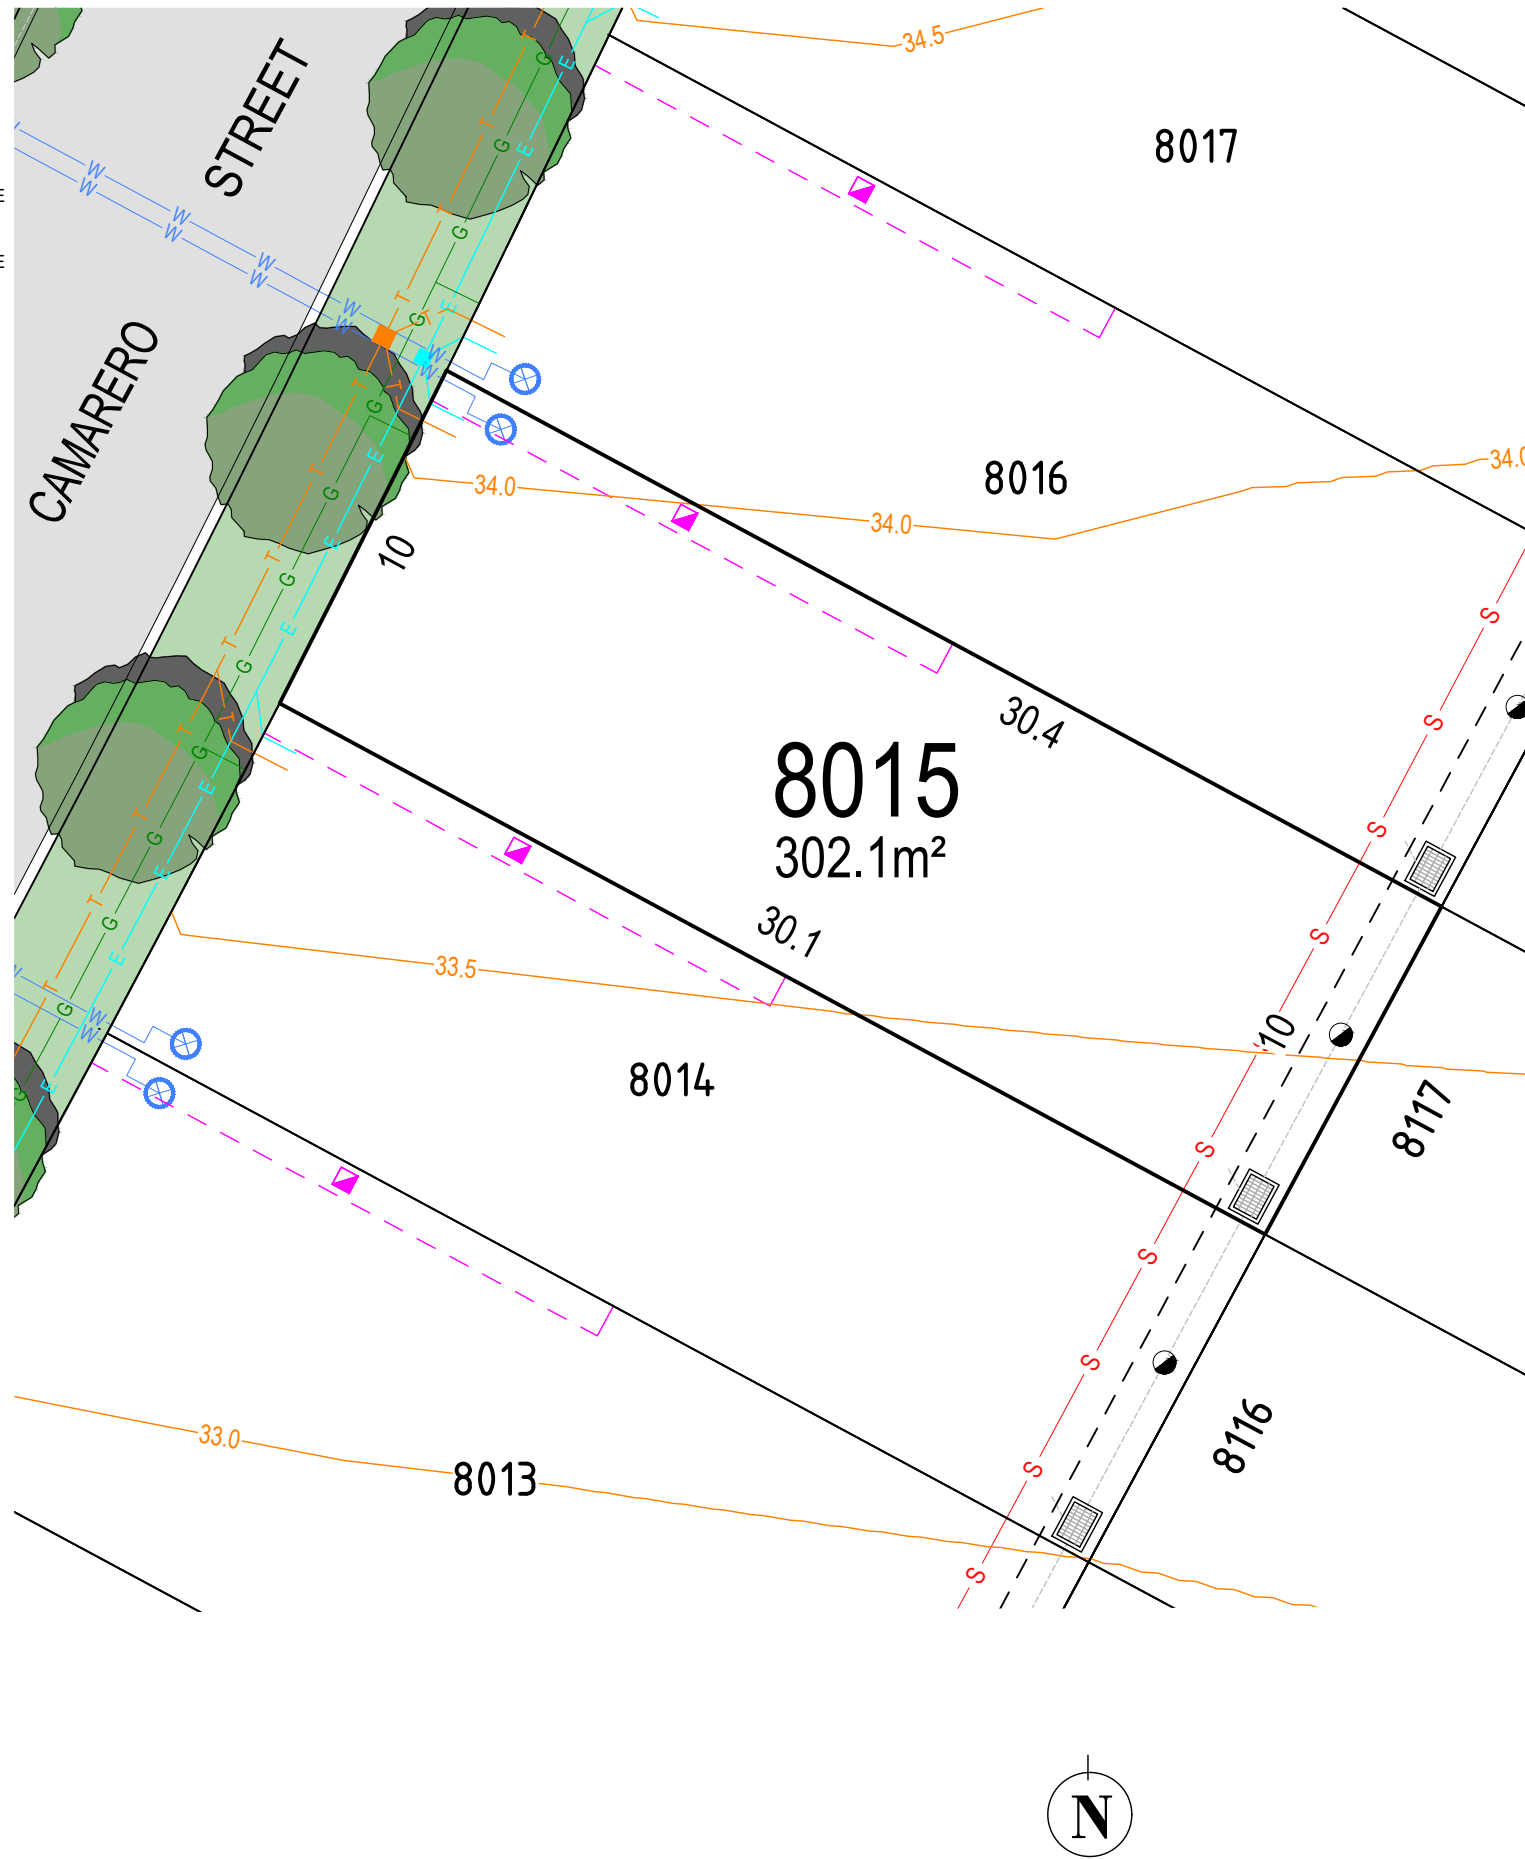 STREET
CAMARERO
34.5
8017
8016
34.0
34.0
34.0
10
30.4
8015
302.1m²
30.1
33.5
8014
10
8117
8116
33.0
8013
N
W W W W W W W W W W
W W
T T T T T T T T T T T
G G G G G G G G G G G G G
E E E E E E E E E E
S S S S S S S S S
E
E